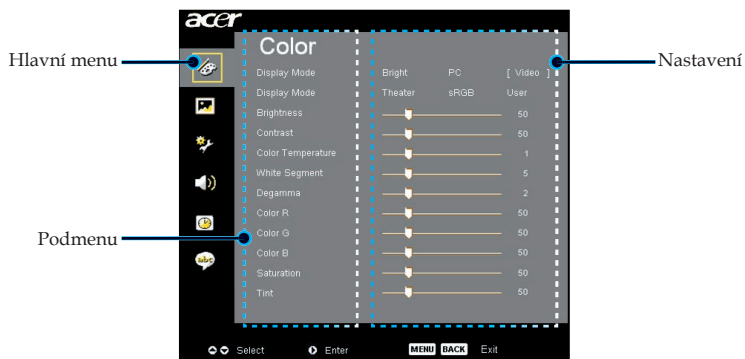 acer
Color
Hlavní menu
Nastavení
Display Mode Bright PC [ Video ]
Display Mode Theater sRGB User
Brightness 50
Contrast 50
Color Temperature 1
White Segment 5
Degamma 2
Color R 50
Color G 50
Podmenu
Color B 50
Saturation 50
Tint 50
abc
Select Enter MENU BACK Exit